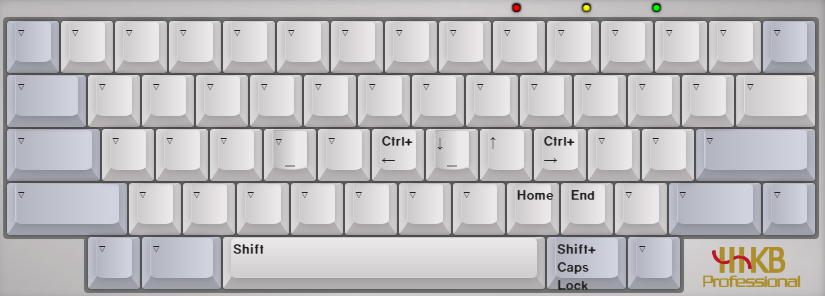 Ctrl+ ↓ ↑ Ctrl+
← →
Home End
Shift Shift+
Caps
Lock
HHKB
Professional